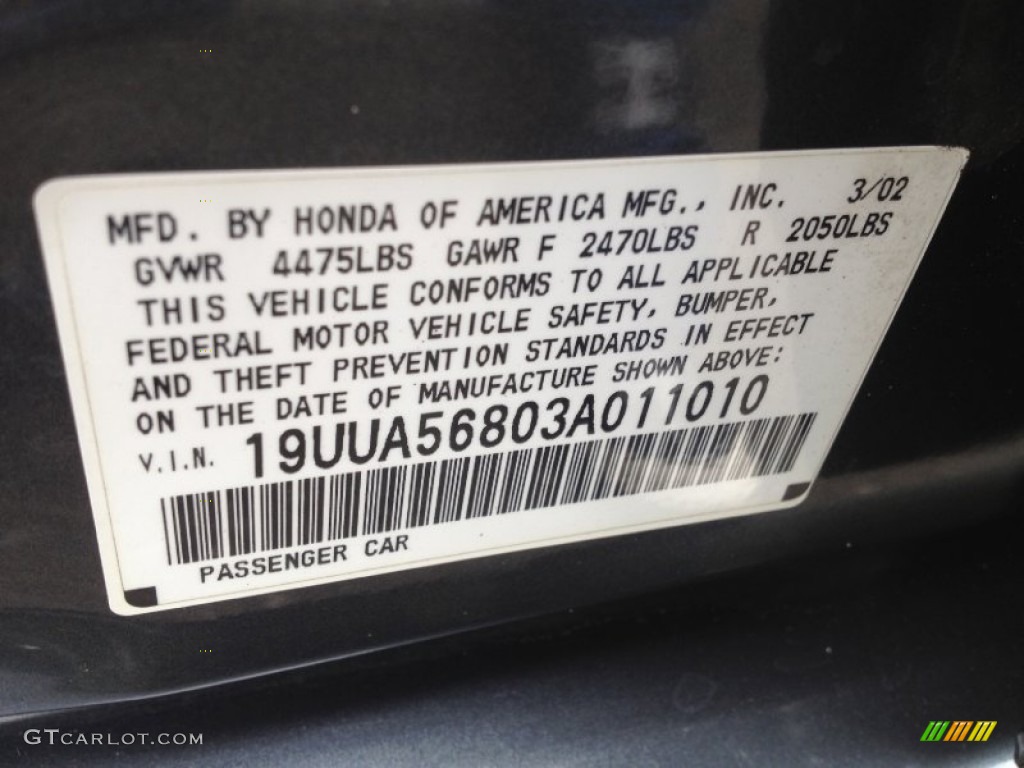 MFD. BY HONDA OF AMERICA MFG., INC. 3/02
GVWR 4475LBS GAWR F 2470LBS R 2050LBS
THIS VEHICLE CONFORMS TO ALL APPLICABLE
FEDERAL MOTOR VEHICLE SAFETY, BUMPER,
AND THEFT PREVENTION STANDARDS IN EFFECT
ON THE DATE OF MANUFACTURE SHOWN ABOVE:
V.I.N. 19UUA56803A011010
PASSENGER CAR
GTCARLOT.COM